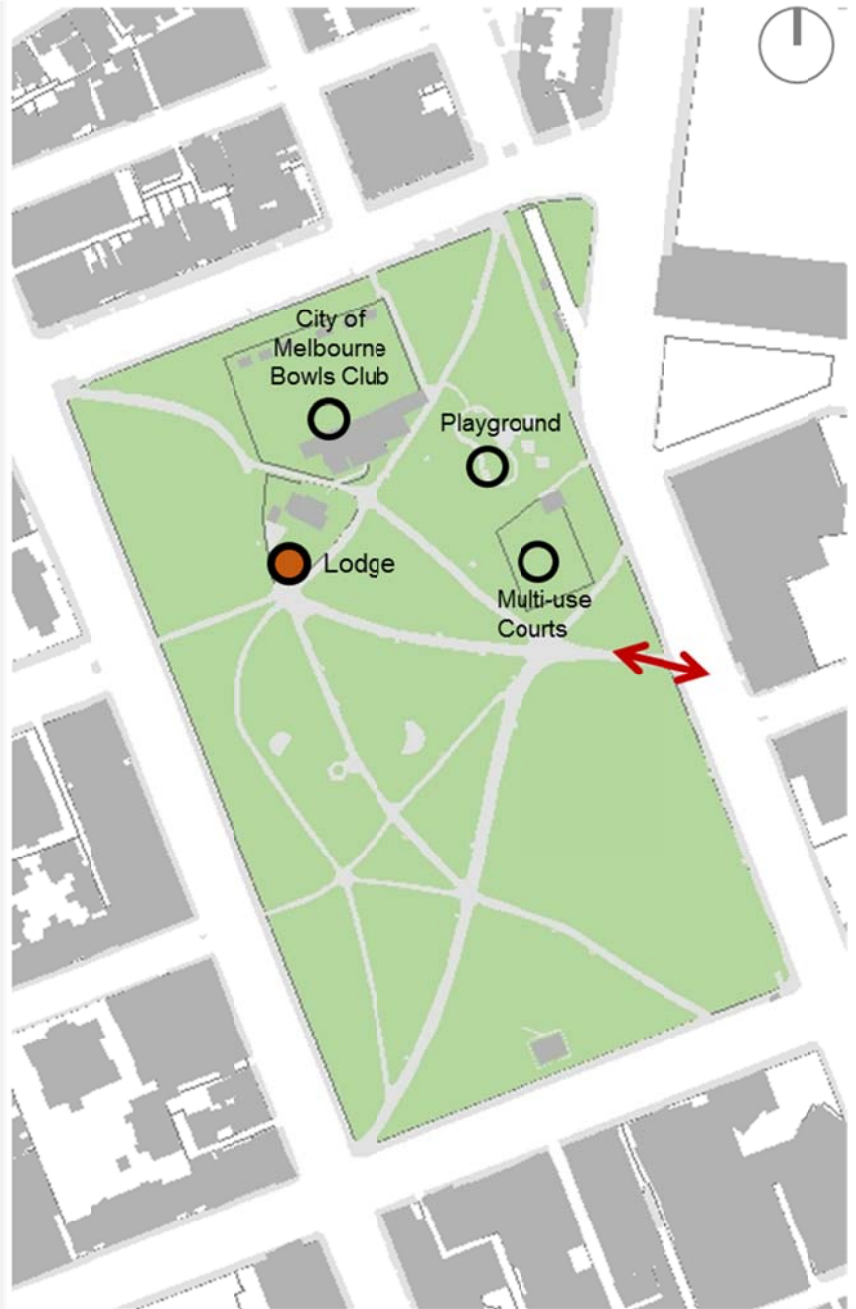 City of
Melbourne
Bowls Club
Playground
Lodge
Multi-use
Courts